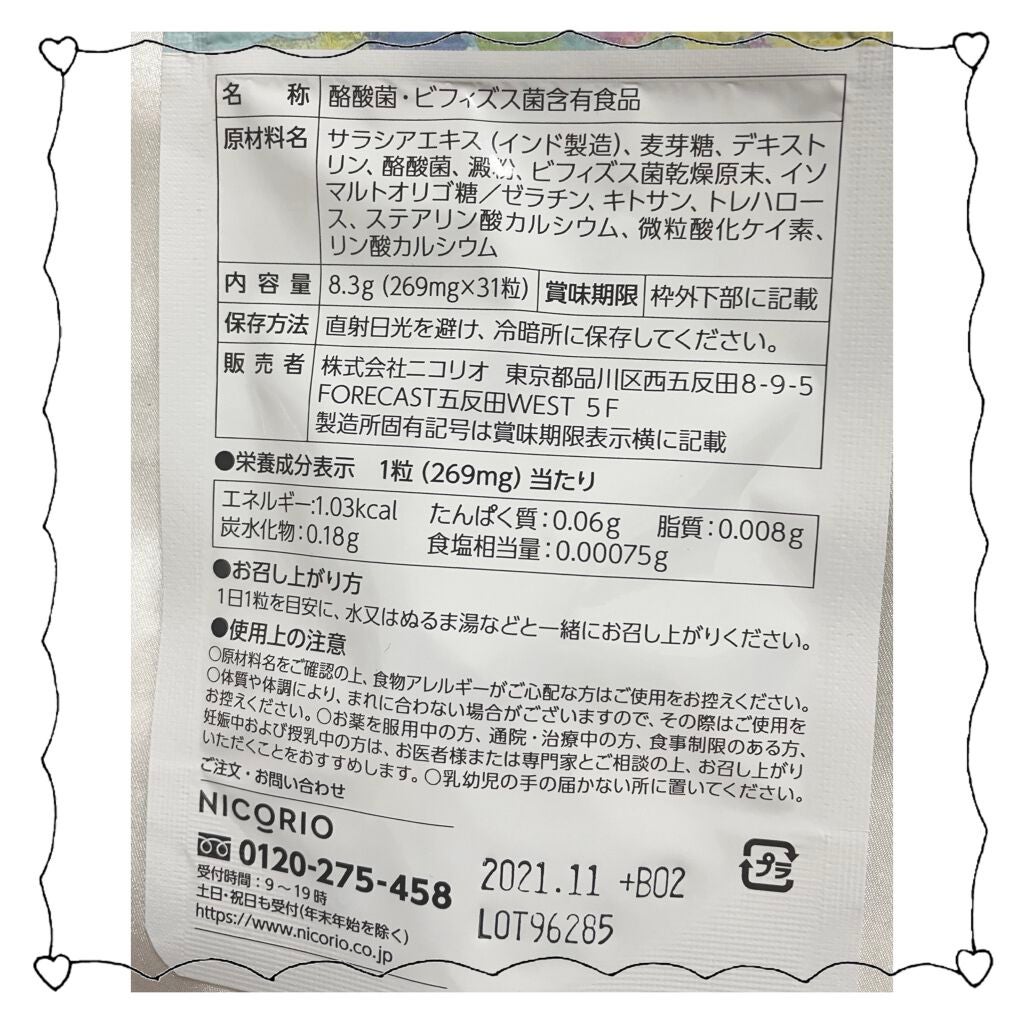 名称 酪酸菌・ビフィズス菌含有食品
原材料名 サラシアエキス (インド製造)、麦芽糖、デキスト
リン、酪酸菌、澱粉、ビフィズス菌乾燥原末、イソ
マルトオリゴ糖/ゼラチン、キトサン、トレハロー
ス、ステアリン酸カルシウム、微粒酸化ケイ素、
リン酸カルシウム
内容量 8.3g (269mg×31粒) 賞味期限 枠外下部に記載
保存方法 直射日光を避け、冷暗所に保存してください。
販売者 株式会社ニコリオ 東京都品川区西五反田8-9-5
FORECAST五反田WEST 5F
製造所固有記号は賞味期限表示横に記載
●栄養成分表示 1粒 (269mg) 当たり
エネルギー:1.03kcal たんぱく質:0.06g 脂質:0.008g
炭水化物:0.18g 食塩相当量:0.00075g
●お召し上がり方
1日1粒を目安に、水又はぬるま湯などと一緒にお召し上がりください。
●使用上の注意
○原材料名をご確認の上、食物アレルギーがご心配な方はご使用をお控えください。
○体質や体調により、まれに合わない場合がございますので、その際はご使用を
お控えください。○お薬を服用中の方、通院・治療中の方、食事制限のある方、
妊娠中および授乳中の方は、お医者様または専門家とご相談の上、お召し上がり
いただくことをおすすめします。○乳幼児の手の届かない所に置いてください。
ご注文・お問い合わせ
NICORIO
0120-275-458
受付時間:9~19時
土日・祝日も受付(年末年始を除く)
https://www.nicorio.co.jp
2021.11 +B02
LOT96285
プラ